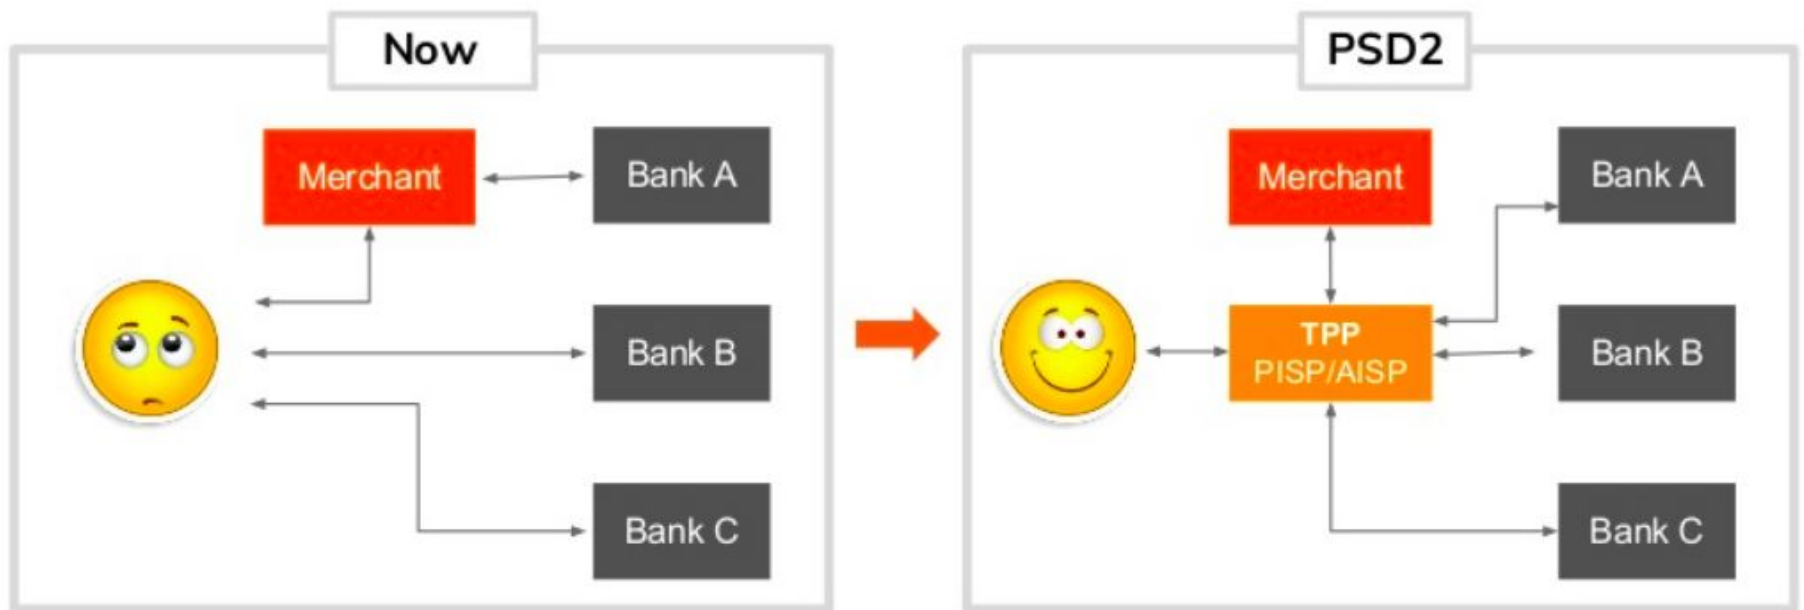 Now
Merchant
Bank A
Bank B
Bank C
PSD2
Merchant
Bank A
TPP
PISP/AISP
Bank B
Bank C